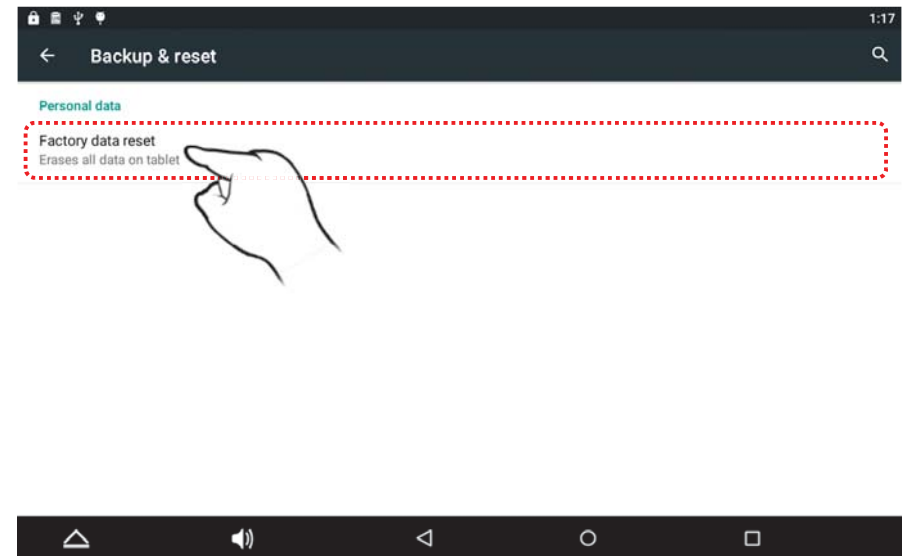 1:17
Backup & reset
Personal data
Factory data reset
Erases all data on tablet